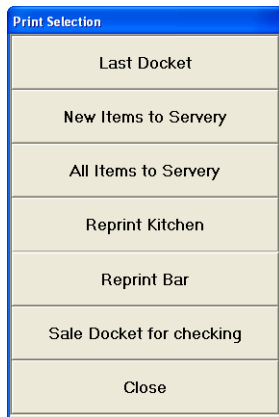 Print Selection
Last Docket
New Items to Servery
All Items to Servery
Reprint Kitchen
Reprint Bar
Sale Docket for checking
Close